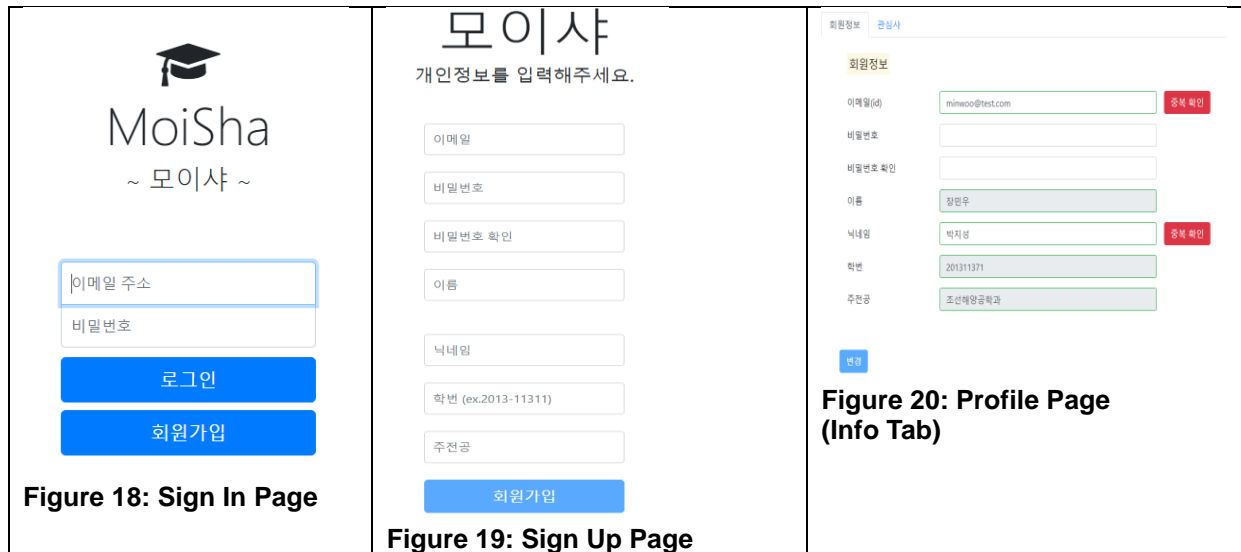 MoiSha
~ 모이샤 ~
이메일 주소
비밀번호
로그인
회원가입
Figure 18: Sign In Page
모이샤
개인정보를 입력해주세요.
이메일
비밀번호
비밀번호 확인
이름
닉네임
학번 (ex.2013-11311)
주전공
회원가입
Figure 19: Sign Up Page
회원정보 관심사
회원정보
이메일(id) minwoo@test.com 중복 확인
비밀번호
비밀번호 확인
이름 장민우
닉네임 박지성 중복 확인
학번 201311371
주전공 조선해양공학과
변경
Figure 20: Profile Page
(Info Tab)